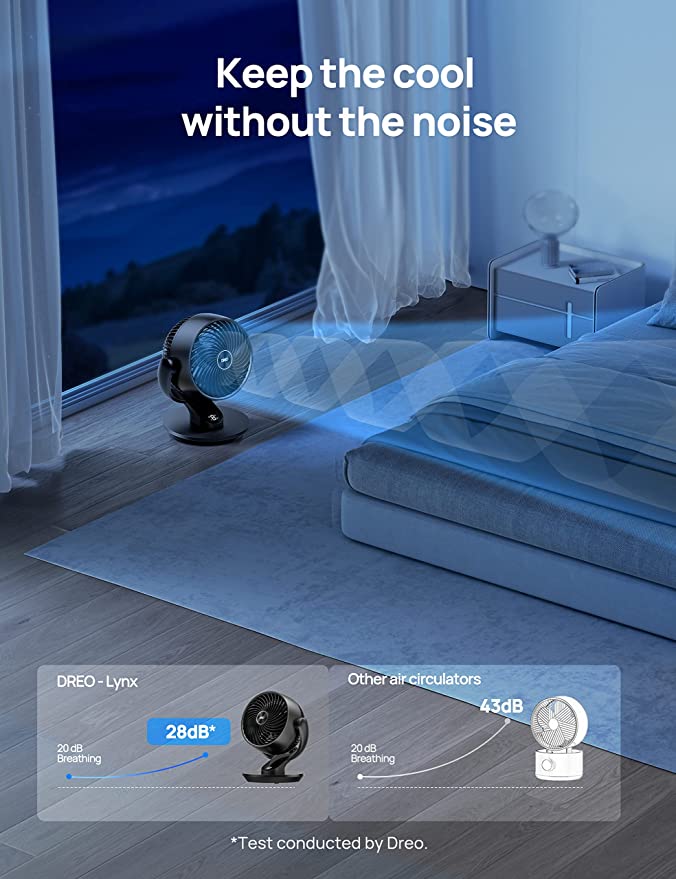 Keep the cool
without the noise
DREO
DREO - Lynx
28dB*
20 dB
Breathing
Other air circulators
43dB
20 dB
Breathing
*Test conducted by Dreo.